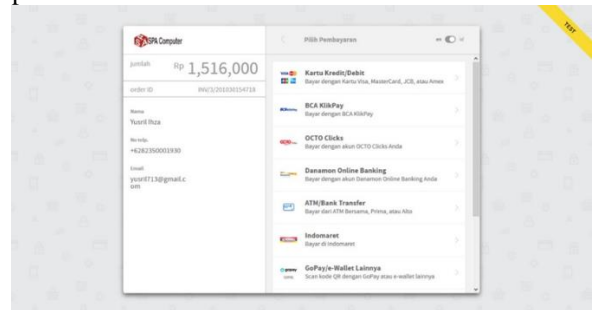 SPA Computer
jumlah
Rp 1,516,000
order ID
INV/3/201030154718
Nama
Yusril Ihza
No telp.
+6282350001930
Email
yusril713@gmail.c
om
Pilih Pembayaran
TEST
Kartu Kredit/Debit
Bayar dengan Kartu Visa, MasterCard, JCB, atau Amex
BCA KlikPay
Bayar dengan BCA KlikPay
OCTO Clicks
Bayar dengan akun OCTO Clicks Anda
Danamon Online Banking
Bayar dengan akun Danamon Online Banking Anda
ATM/Bank Transfer
Bayar dari ATM Bersama, Prima, atau Alto
Indomaret
Bayar di Indomaret
GoPay/e-Wallet Lainnya
Scan kode QR dengan GoPay atau e-wallet lainnya